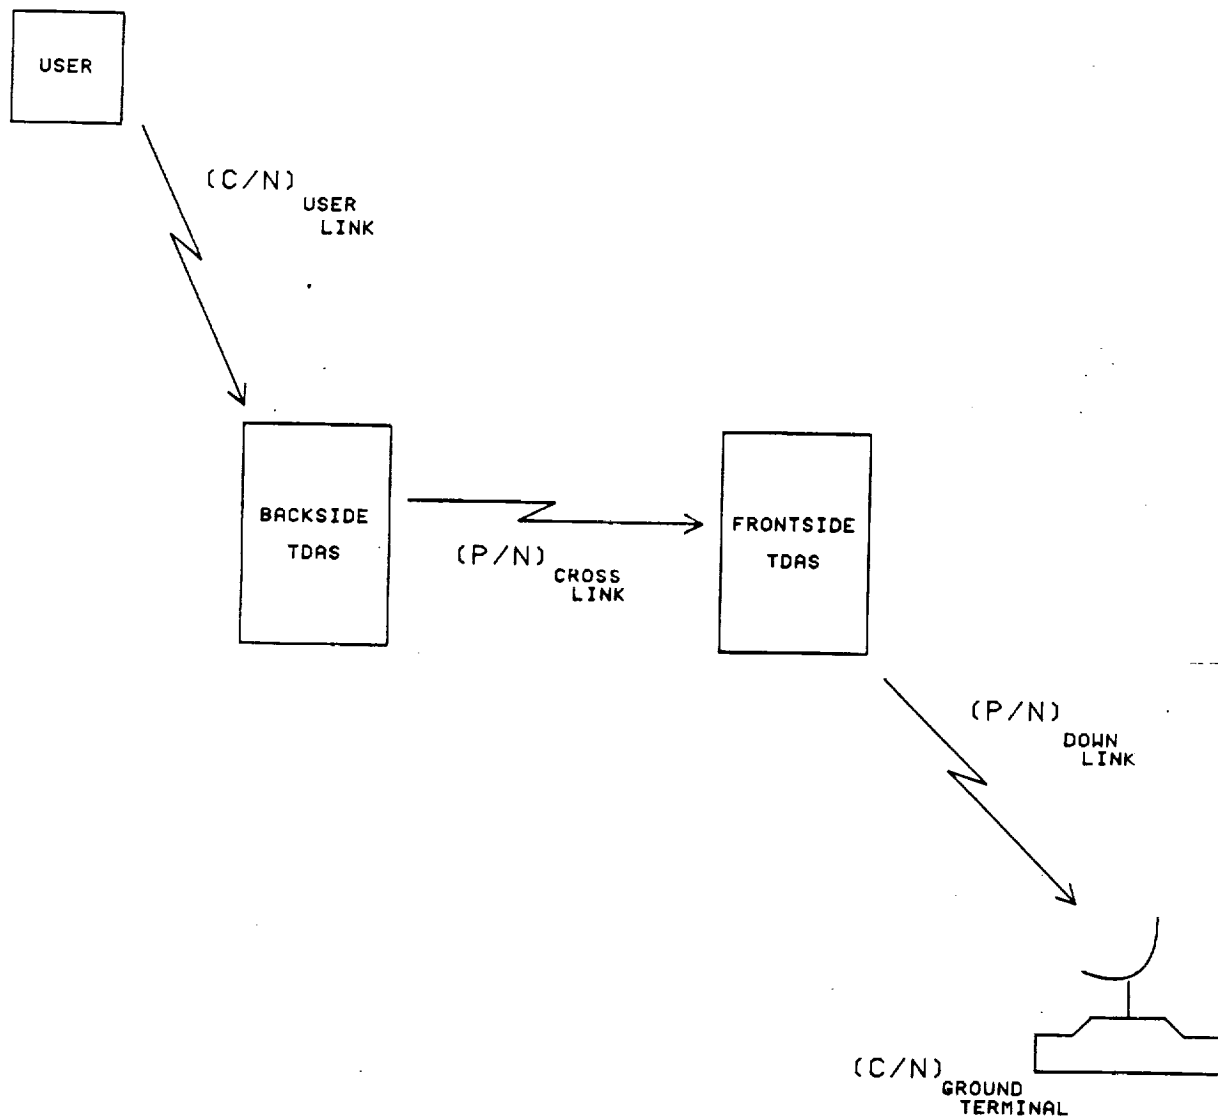 USER
(C/N) USER
LINK
BACKSIDE
TDAS
(P/N) CROSS
LINK
FRONTSIDE
TDAS
(P/N) DOWN
LINK
(C/N) GROUND
TERMINAL